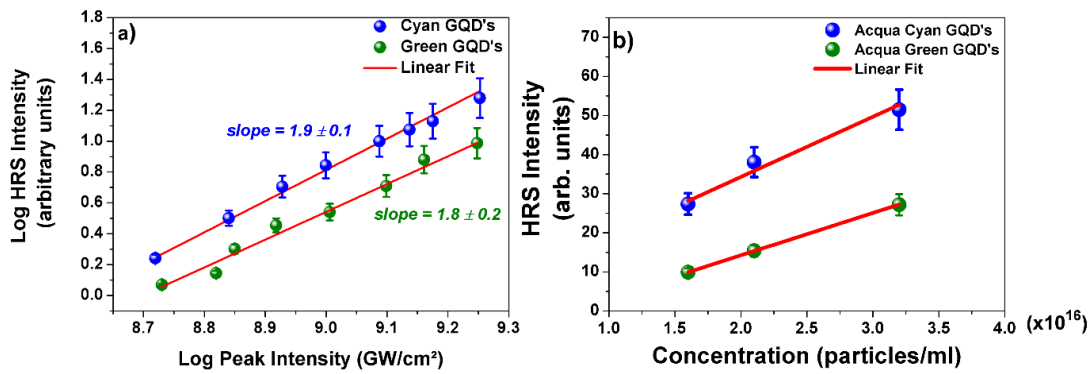 a)
Cyan GQD's
Green GQD's
Linear Fit
slope = 1.9 ± 0.1
slope = 1.8 ± 0.2
Log HRS Intensity
(arbitrary units)
1.8
1.6
1.4
1.2
1.0
0.8
0.6
0.4
0.2
0.0
8.7 8.8 8.9 9.0 9.1 9.2 9.3
Log Peak Intensity (GW/cm²)
b)
Acqua Cyan GQD's
Acqua Green GQD's
Linear Fit
HRS Intensity
(arb. units)
70
60
50
40
30
20
10
0
1.0 1.5 2.0 2.5 3.0 3.5 4.0 (x10¹⁶)
Concentration (particles/ml)